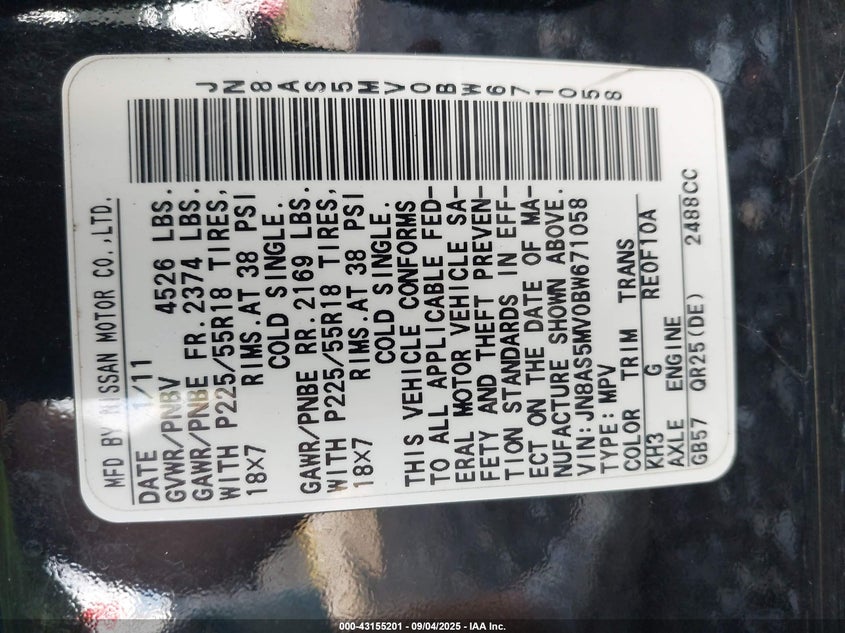 JN8AS5MV0BW671058
MFD BY NISSAN MOTOR CO.,LTD.
DATE 1/11
GVWR/PNBV 4526 LBS.
GAWR/PNBE FR. 2374 LBS.
WITH P225/55R18 TIRES,
18X7 RIMS.AT 38 PSI
COLD SINGLE.
GAWR/PNBE RR. 2169 LBS.
WITH P225/55R18 TIRES,
18X7 RIMS.AT 38 PSI
COLD SINGLE.
THIS VEHICLE CONFORMS
TO ALL APPLICABLE FED-
ERAL MOTOR VEHICLE SA-
FETY AND THEFT PREVEN-
TION STANDARDS IN EFF-
ECT ON THE DATE OF MA-
NUFACTURE SHOWN ABOVE.
VIN:JN8AS5MV0BW671058
TYPE:MPV
COLOR TRIM TRANS
KH3 G RE0F10A
AXLE ENGINE
GB57 QR25(DE) 2488CC
000-43155201 - 09/04/2025 - IAA Inc.